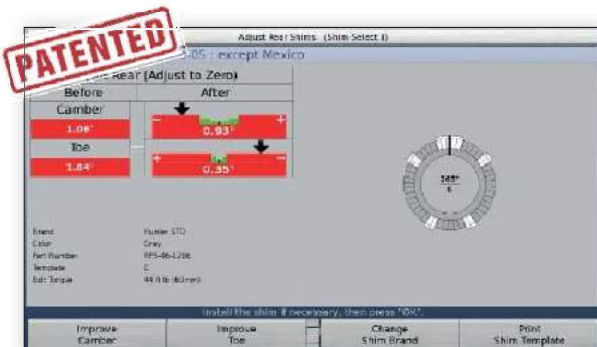 PATENTED
Adjust Rear Shims (Shim-Select II)
-05 : except Mexico
Rear (Adjust to Zero)
Before After
Camber
1.06° 0.93°
Toe
1.84° 0.35°
Brand Hunter STD
Color Grey
Part Number
Template C
Bolt Torque 44 ft lb (60 nm)
Install the shim if necessary, then press "OK".
Improve Camber
Improve Toe
Change Shim Brand
Print Shim Template